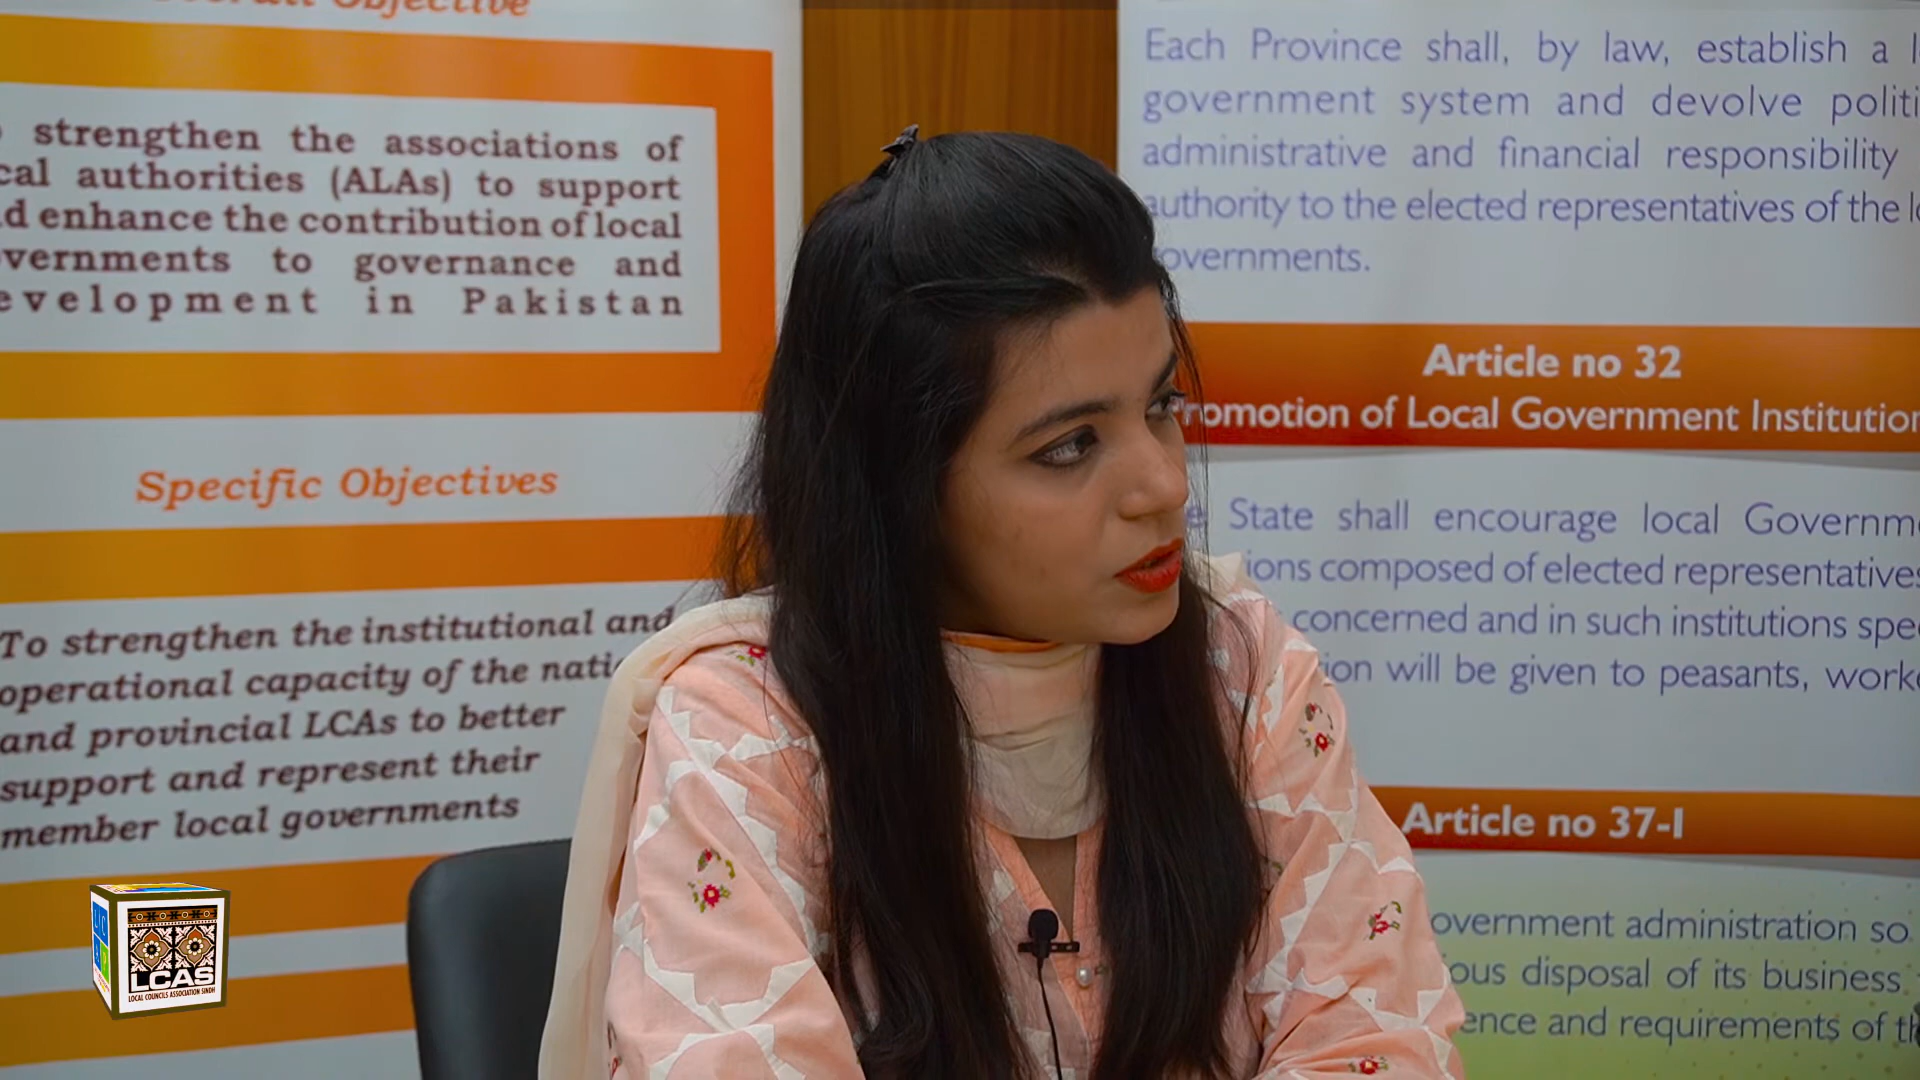 Overall Objective
strengthen the associations of
authorities (ALAs) to support
enhance the contribution of local
to governance and
in Pakistan
Specific Objectives
To strengthen the institutional and
operational capacity of the
and provincial LCAs to better
support and represent their
member local governments
LCAS
LOCAL COUNCILS ASSOCIATION SINDH
Each Province shall, by law, establish a
government system and devolve
administrative and financial responsibility
authority to the elected representatives of the
overnments.
Article no 32
romotion of Local Government Institution
State shall encourage local Governm
ions composed of elected representatives
concerned and in such institutions spe
ion will be given to peasants, work
Article no 37-I
overnment administration so
ous disposal of its business
ence and requirements of